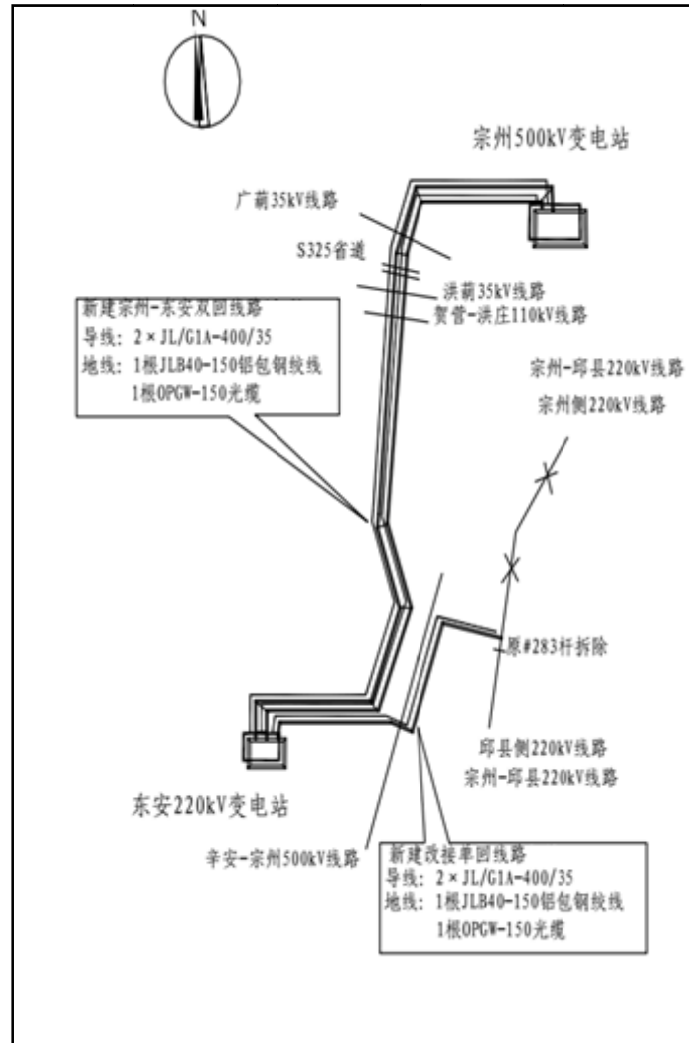 N
宗州500kV变电站
广葫35kV线路
S325省道
洪葫35kV线路
贺营-洪庄110kV线路
新建宗州-东安双回线路
导线: 2×JL/G1A-400/35
地线: 1根JLB40-150铝包钢绞线
1根OPGW-150光缆
宗州-邱县220kV线路
宗州侧220kV线路
原#283杆拆除
邱县侧220kV线路
宗州-邱县220kV线路
东安220kV变电站
辛安-宗州500kV线路
新建改接单回线路
导线: 2×JL/G1A-400/35
地线: 1根JLB40-150铝包钢绞线
1根OPGW-150光缆